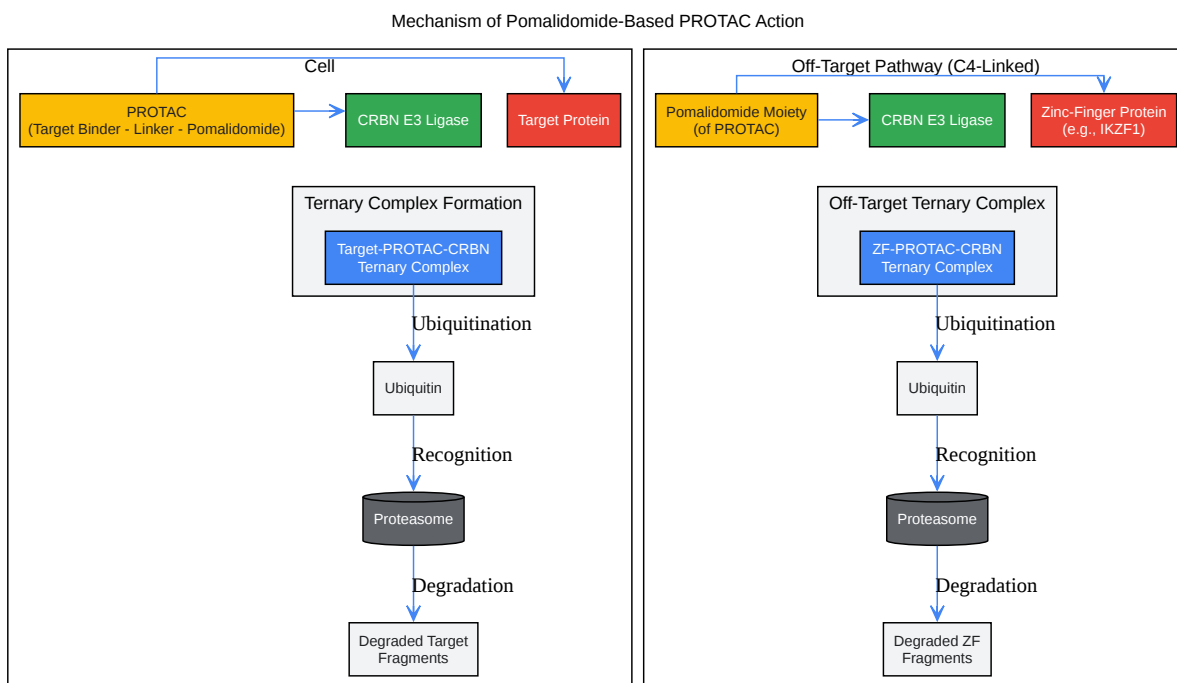 Mechanism of Pomalidomide-Based PROTAC Action
Cell
PROTAC
(Target Binder - Linker - Pomalidomide)
CRBN E3 Ligase
Target Protein
Ternary Complex Formation
Target-PROTAC-CRBN
Ternary Complex
Ubiquitination
Ubiquitin
Recognition
Proteasome
Degradation
Degraded Target
Fragments
Off-Target Pathway (C4-Linked)
Pomalidomide Moiety
(of PROTAC)
CRBN E3 Ligase
Zinc-Finger Protein
(e.g., IKZF1)
Off-Target Ternary Complex
ZF-PROTAC-CRBN
Ternary Complex
Ubiquitination
Ubiquitin
Recognition
Proteasome
Degradation
Degraded ZF
Fragments